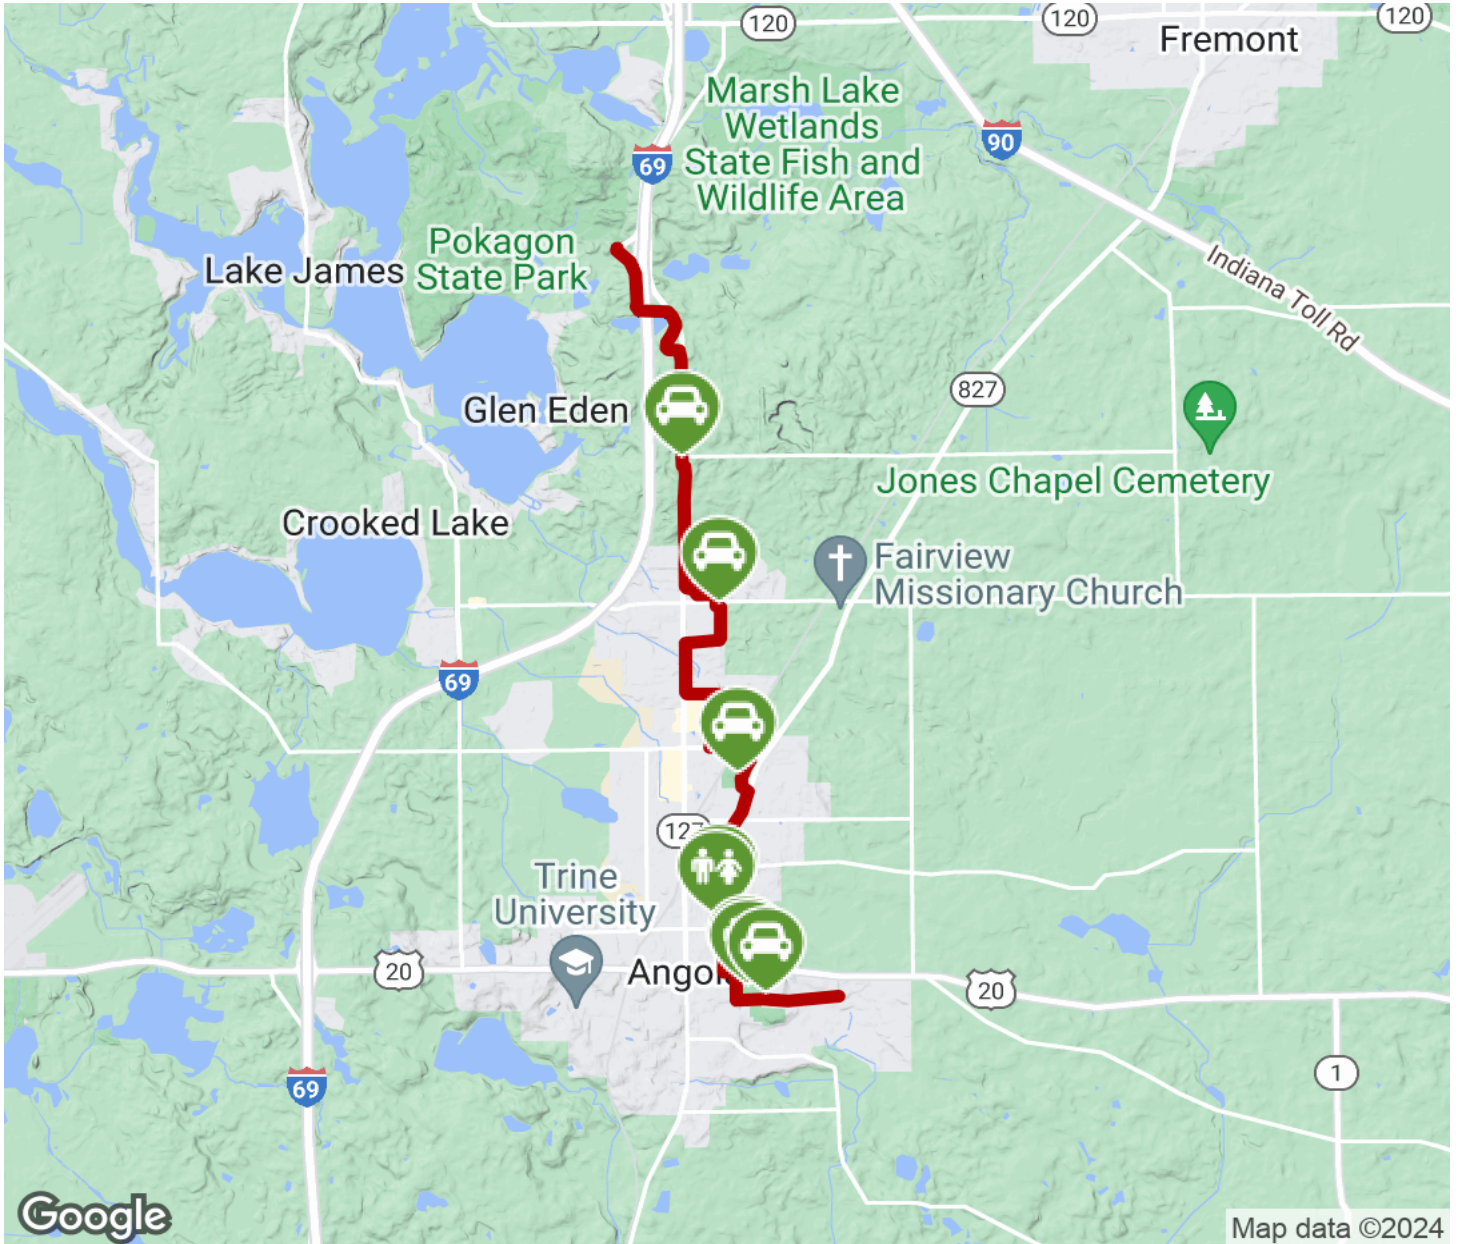 120
120
120
Fremont
Marsh Lake
Wetlands
State Fish and
Wildlife Area
69
90
Pokagon
State Park
Lake James
Indiana Toll Rd
827
Glen Eden
Jones Chapel Cemetery
Crooked Lake
Fairview
Missionary Church
69
127
Trine
University
20
Angol
20
1
69
Google
Map data ©2024